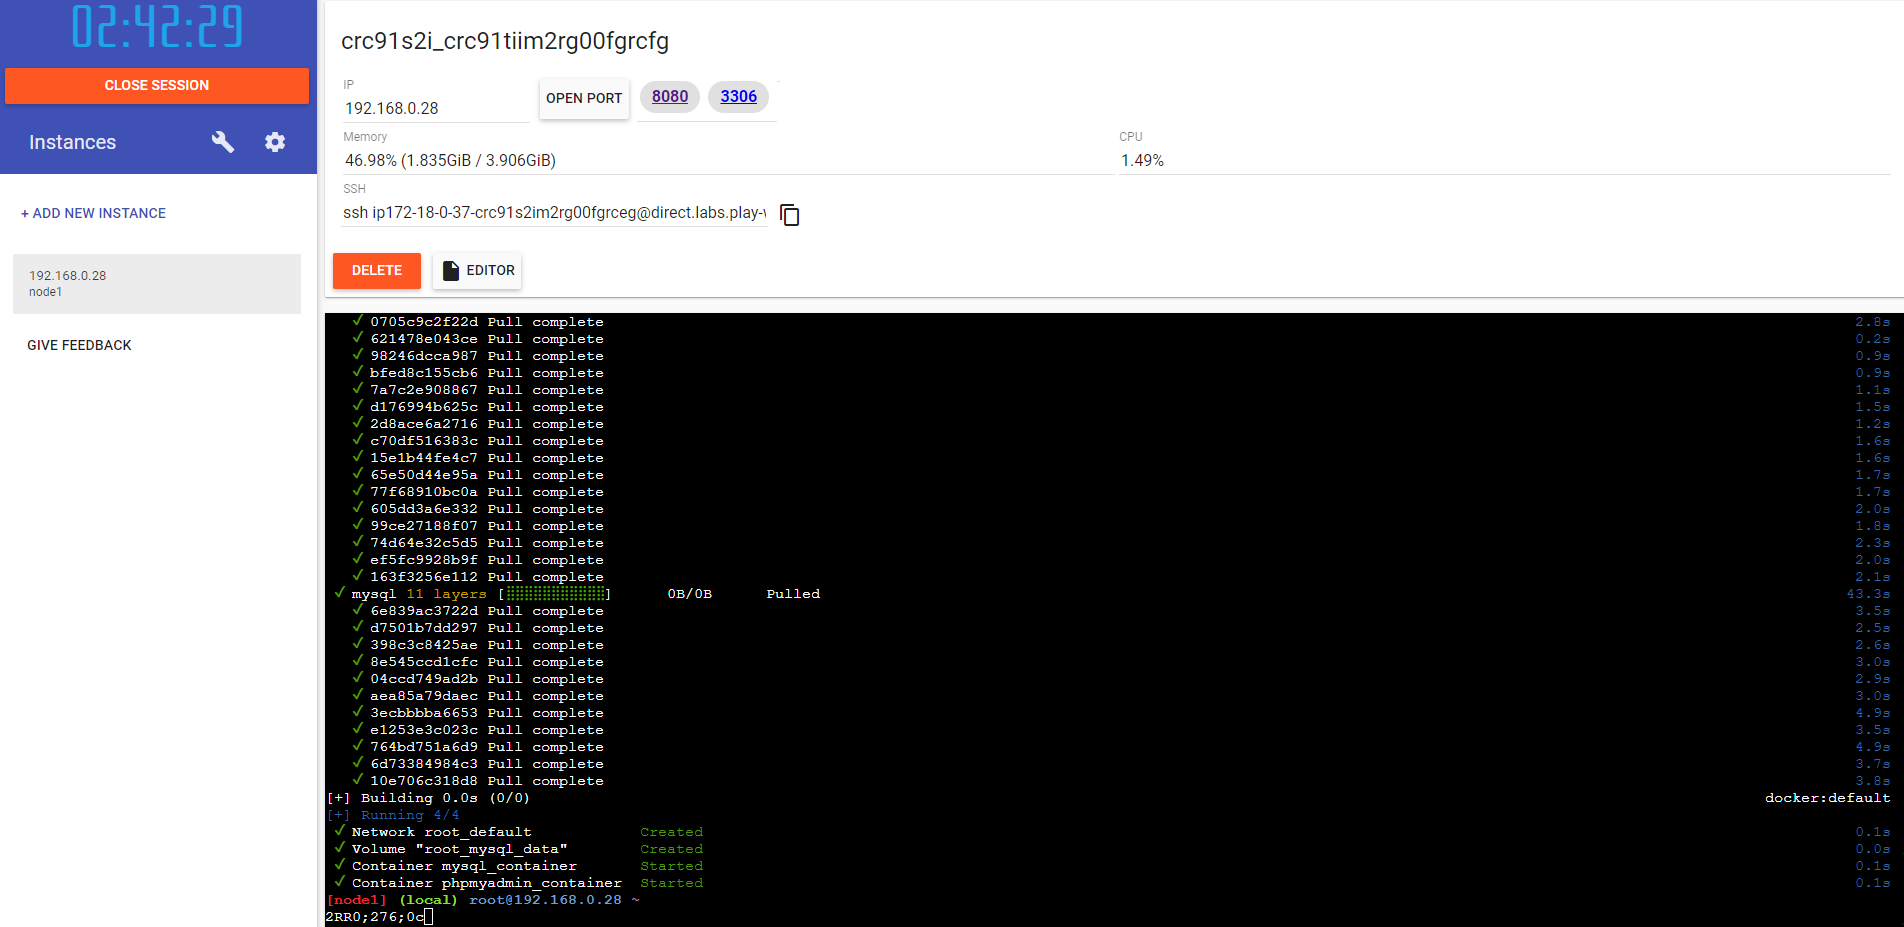 02:42:29
CLOSE SESSION
Instances
+ ADD NEW INSTANCE
192.168.0.28
node1
GIVE FEEDBACK
crc91s2i_crc91tiim2rg00fgrcfg
IP
192.168.0.28
OPEN PORT
8080
3306
Memory
46.98% (1.835GiB / 3.906GiB)
CPU
1.49%
SSH
ssh ip172-18-0-37-crc91s2im2rg00fgrceg@direct.labs.play-v
DELETE
EDITOR
✓ 0705c9c2f22d Pull complete 2.8s
✓ 621478e043ce Pull complete 0.2s
✓ 98246dcca987 Pull complete 0.9s
✓ bfed8c155cb6 Pull complete 0.9s
✓ 7a7c2e908867 Pull complete 1.1s
✓ d176994b625c Pull complete 1.5s
✓ 2d8ace6a2716 Pull complete 1.2s
✓ c70df516383c Pull complete 1.6s
✓ 15e1b44fe4c7 Pull complete 1.6s
✓ 65e50d44e95a Pull complete 1.7s
✓ 77f68910bc0a Pull complete 1.7s
✓ 605dd3a6e332 Pull complete 2.0s
✓ 99ce27188f07 Pull complete 1.8s
✓ 74d64e32c5d5 Pull complete 2.3s
✓ ef5fc9928b9f Pull complete 2.0s
✓ 163f3256e112 Pull complete 2.1s
✓ mysql 11 layers [⣿⣿⣿⣿⣿⣿⣿⣿⣿⣿⣿] 0B/0B Pulled 43.3s
✓ 6e839ac3722d Pull complete 3.5s
✓ d7501b7dd297 Pull complete 2.5s
✓ 398c3c8425ae Pull complete 2.6s
✓ 8e545ccd1cfc Pull complete 3.0s
✓ 04ccd749ad2b Pull complete 2.9s
✓ aea85a79daec Pull complete 3.0s
✓ 3ecbbbba6653 Pull complete 4.9s
✓ e1253e3c023c Pull complete 3.5s
✓ 764bd751a6d9 Pull complete 4.9s
✓ 6d73384984c3 Pull complete 3.7s
✓ 10e706c318d8 Pull complete 3.8s
[+] Building 0.0s (0/0) docker:default
[+] Running 4/4
✓ Network root_default Created 0.1s
✓ Volume "root_mysql_data" Created 0.0s
✓ Container mysql_container Started 0.1s
✓ Container phpmyadmin_container Started 0.1s
[node1] (local) root@192.168.0.28 ~
2RR0;276;0c